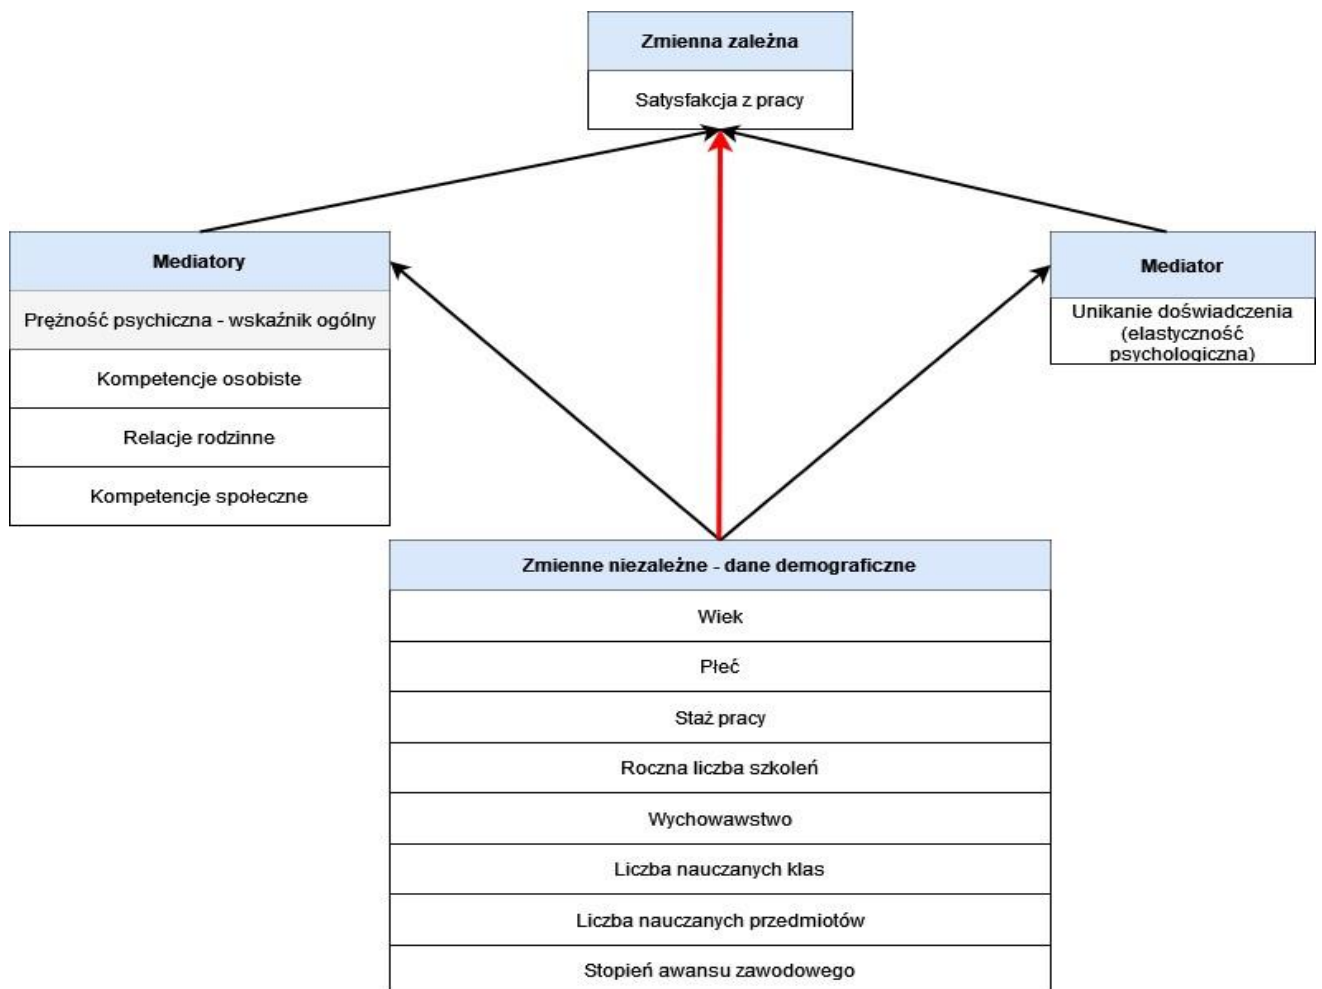 Zmienna zależna
Satysfakcja z pracy
Mediatory
Prężność psychiczna - wskaźnik ogólny
Kompetencje osobiste
Relacje rodzinne
Kompetencje społeczne
Mediator
Unikanie doświadczenia
(elastyczność
psychologiczna)
Zmienne niezależne - dane demograficzne
Wiek
Płeć
Staż pracy
Roczna liczba szkoleń
Wychowawstwo
Liczba nauczanych klas
Liczba nauczanych przedmiotów
Stopień awansu zawodowego